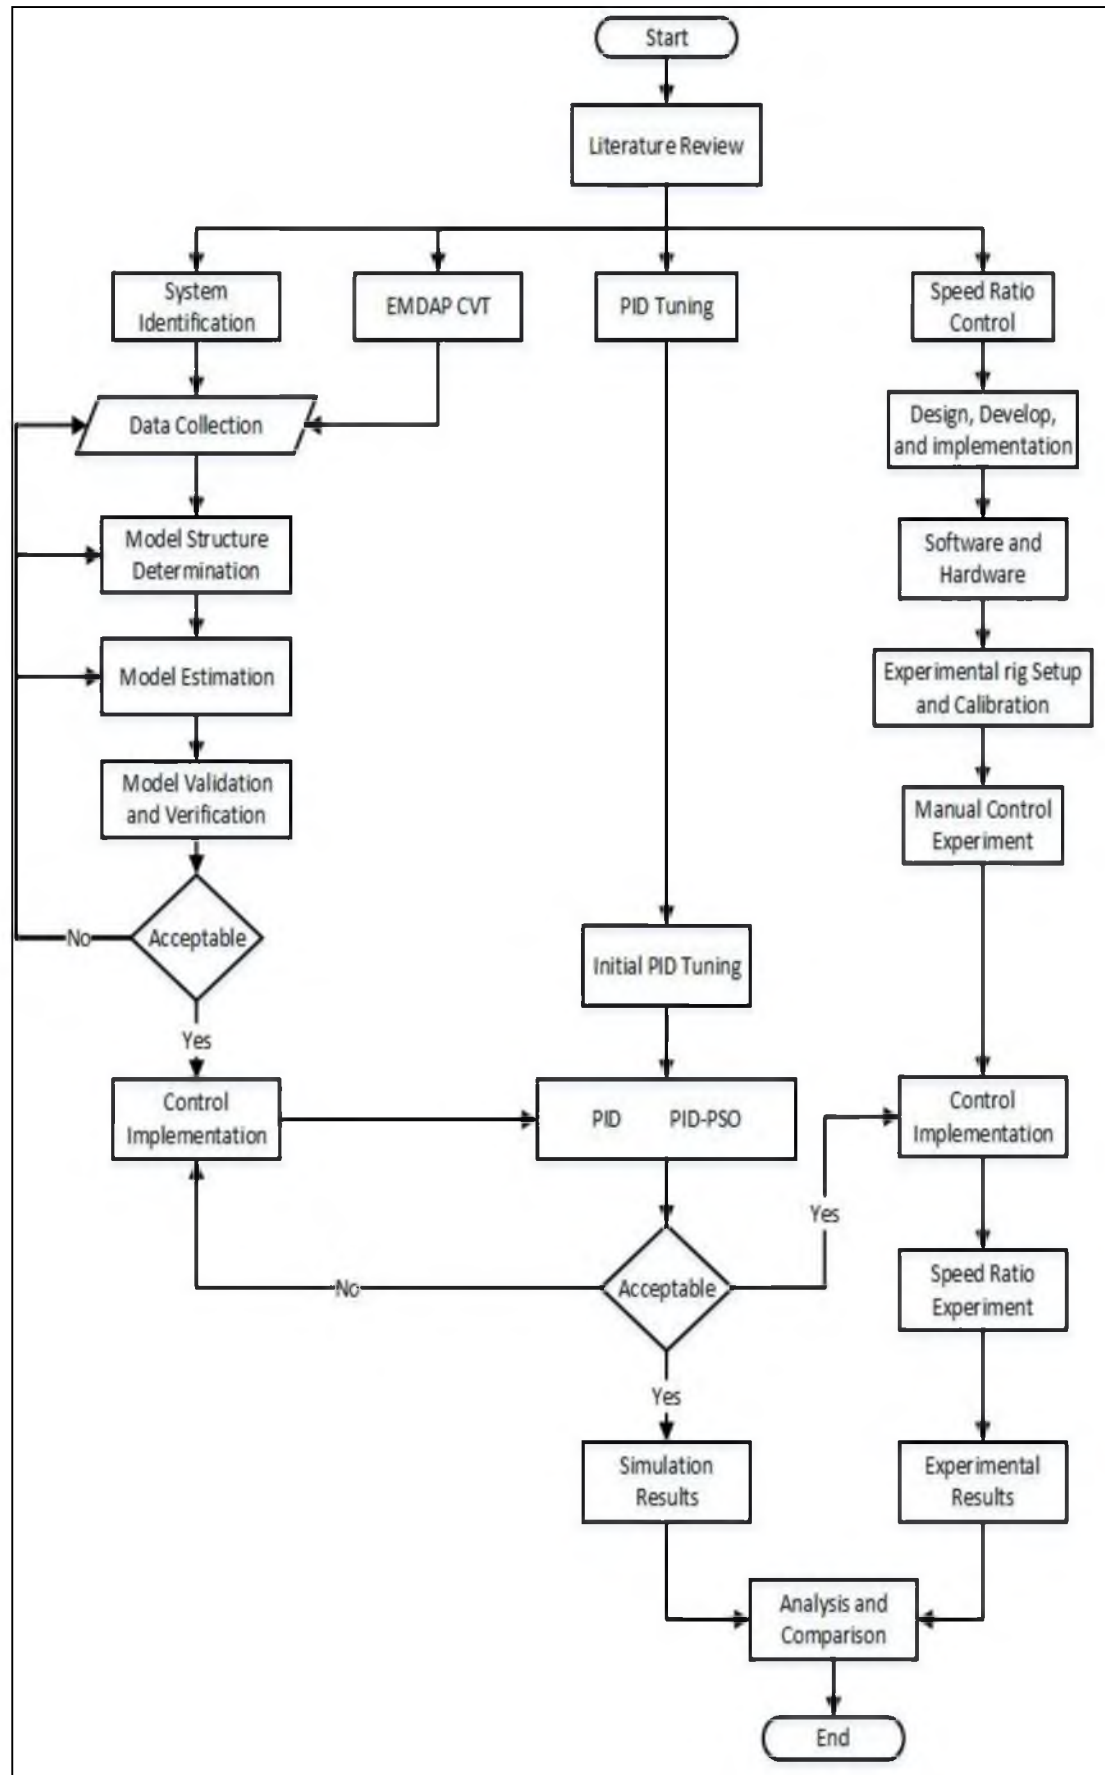 Start
Literature Review
System
Identification
EMDAP CVT
PID Tuning
Speed Ratio
Control
Data Collection
Design, Develop,
and implementation
Model Structure
Determination
Software and
Hardware
Model Estimation
Experimental rig Setup
and Calibration
Model Validation
and Verification
Manual Control
Experiment
No
Acceptable
Initial PID Tuning
Yes
Control
Implementation
PID PID-PSO
Control
Implementation
Yes
No
Acceptable
Speed Ratio
Experiment
Yes
Simulation
Results
Experimental
Results
Analysis and
Comparison
End